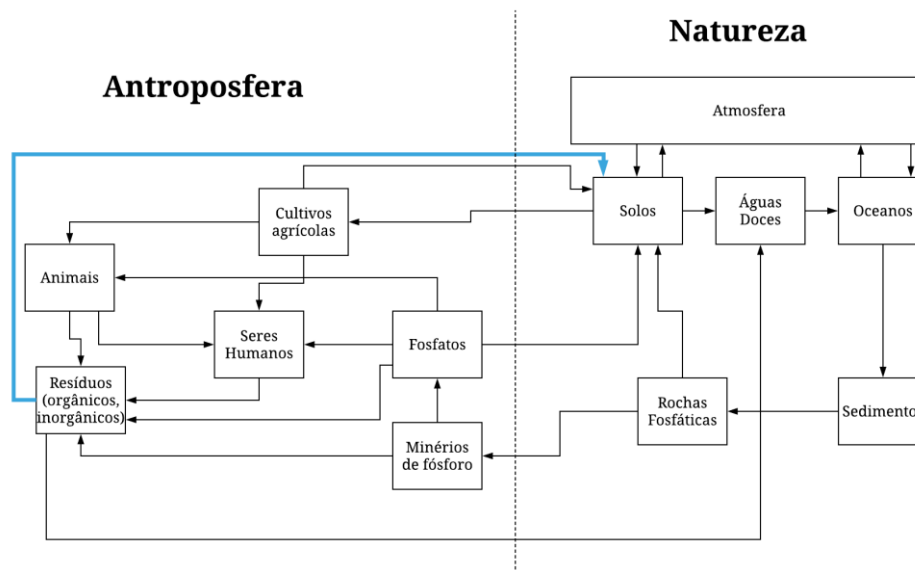 Natureza
Antroposfera
Atmosfera
Cultivos
agrícolas
Solos
Águas
Doces
Oceanos
Animais
Seres
Humanos
Fosfatos
Resíduos
(orgânicos,
inorgânicos)
Rochas
Fosfáticas
Sedimento
Minérios
de fósforo